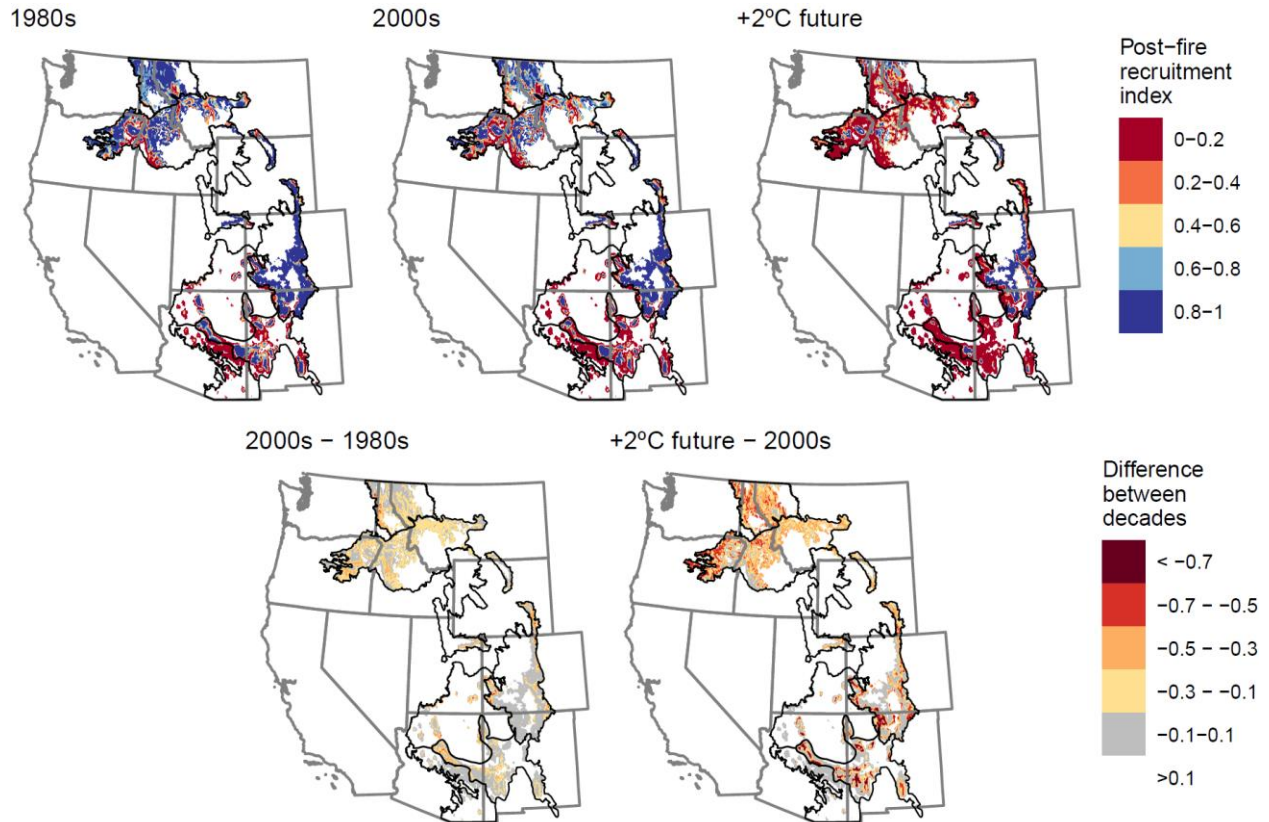 1980s
2000s
+2ºC future
Post−fire
recruitment
index
0−0.2
0.2−0.4
0.4−0.6
0.6−0.8
0.8−1
2000s − 1980s
+2ºC future − 2000s
Difference
between
decades
< −0.7
−0.7 − −0.5
−0.5 − −0.3
−0.3 − −0.1
−0.1−0.1
>0.1